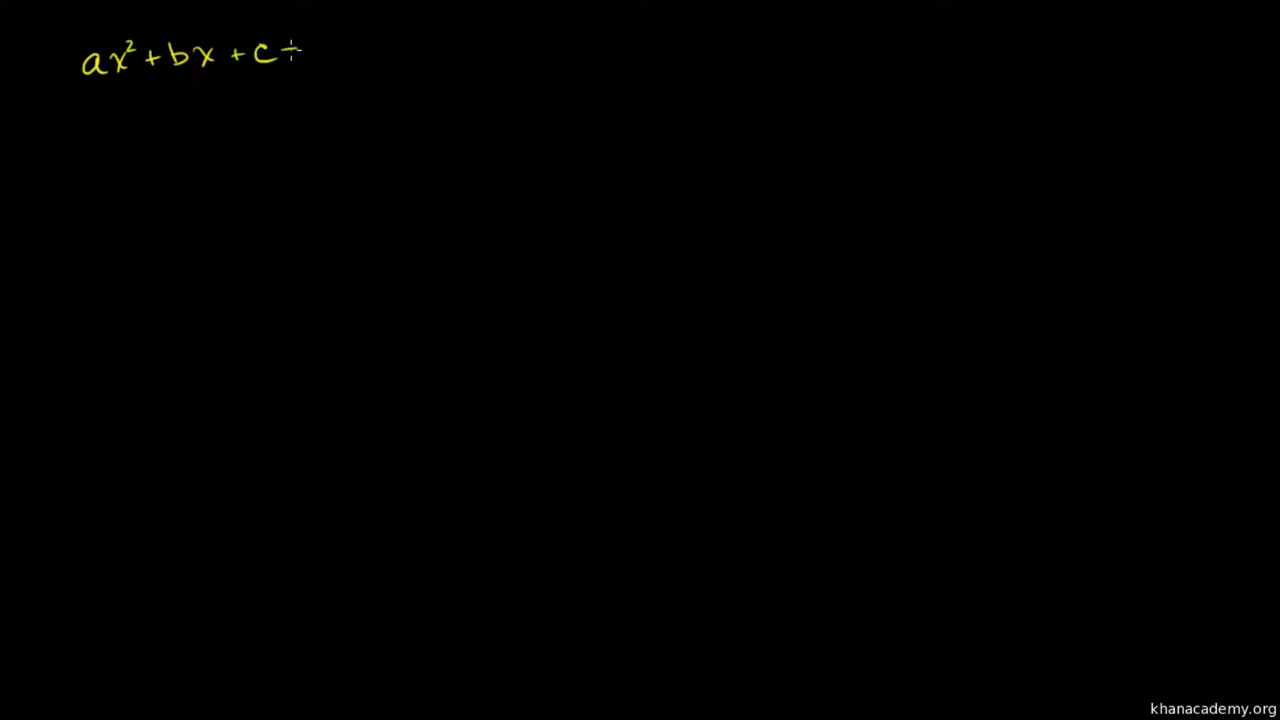 ax² + bx + c =
khanacademy.org